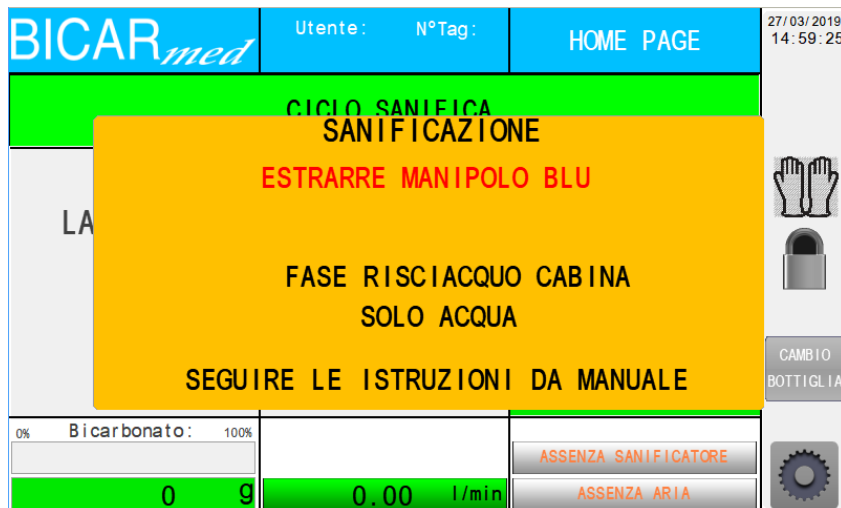 BICARmed
Utente: N°Tag:
HOME PAGE
27/03/2019
14:59:25
CICLO SANIFICA
SANIFICAZIONE
ESTRARRE MANIPOLO BLU
LA
FASE RISCIACQUO CABINA
SOLO ACQUA
SEGUIRE LE ISTRUZIONI DA MANUALE
CAMBIO
BOTTIGLIA
0% Bicarbonato: 100%
ASSENZA SANIFICATORE
0 g
0.00 l/min
ASSENZA ARIA